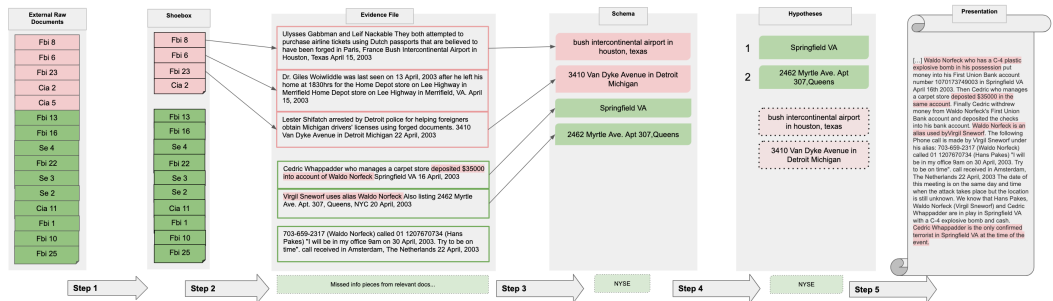 External Raw
Documents
Fbi 8
Fbi 6
Fbi 23
Cia 2
Cia 5
Fbi 13
Fbi 16
Se 4
Fbi 22
Se 3
Se 2
Cia 11
Fbi 1
Fbi 10
Fbi 25
Step 1
Shoebox
Fbi 8
Fbi 6
Fbi 23
Cia 2
Fbi 13
Fbi 16
Se 4
Fbi 22
Se 3
Se 2
Cia 11
Fbi 1
Fbi 10
Fbi 25
Step 2
Evidence File
Ulysses Gabbman and Leif Nackable They both attempted to
purchase airline tickets using Dutch passports that are believed to
have been forged in Paris, France Bush Intercontinental Airport in
Houston, Texas April 15, 2003
Dr. Giles Woiwliddle was last seen on 13 April, 2003 after he left his
home at 1830hrs for the Home Depot store on Lee Highway in
Merrifield Home Depot store on Lee Highway in Merrifield, VA. April
15, 2003
Lester Shifatch arrested by Detroit police for helping foreigners
obtain Michigan drivers' licenses using forged documents. 3410
Van Dyke Avenue in Detroit Michigan 22 April, 2003
Cedric Whappadder who manages a carpet store deposited $35000
into account of Waldo Norfeck Springfield VA 16 April, 2003
Virgil Sneworf uses alias Waldo Norfeck Also listing 2462 Myrtle
Ave. Apt. 307, Queens, NYC 20 April, 2003
703-659-2317 (Waldo Norfeck) called 01 1207670734 (Hans
Pakes) "I will be in my office 9am on 30 April, 2003. Try to be on
time". call received in Amsterdam, The Netherlands 22 April, 2003
Missed info pieces from relevant docs...
Step 3
Schema
bush intercontinental airport in
houston, texas
3410 Van Dyke Avenue in Detroit
Michigan
Springfield VA
2462 Myrtle Ave. Apt 307,Queens
NYSE
Step 4
Hypotheses
1
Springfield VA
2
2462 Myrtle Ave. Apt
307,Queens
bush intercontinental airport
in houston, texas
3410 Van Dyke Avenue in
Detroit Michigan
NYSE
Step 5
Presentation
[...] Waldo Norfeck who has a C-4 plastic
explosive bomb in his possession put
money into his First Union Bank account
number 1070173749003 in Springfield VA
April 16th 2003. Then Cedric who manages
a carpet store deposited $35000 in the
same account. Finally Cedric withdrew
money from Waldo Norfeck's First Union
Bank account and deposited the checks
into his bank account. Waldo Norfeck is an
alias used byVirgil Sneworf. The following
Phone call is made by Virgil Sneworf under
his alias: 703-659-2317 (Waldo Norfeck)
called 01 1207670734 (Hans Pakes) "I will
be in my office 9am on 30 April, 2003. Try
to be on time". call received in Amsterdam,
The Netherlands 22 April, 2003 The date of
this meeting is on the same day and time
when the attack takes place but the location
is still unknown. We know that Hans Pakes,
Waldo Norfeck (Virgil Sneworf) and Cedric
Whappadder are in play in Springfield VA
with a C-4 explosive bomb and cash.
Cedric Whappadder is the only confirmed
terrorist in Springfield VA at the time of the
event.